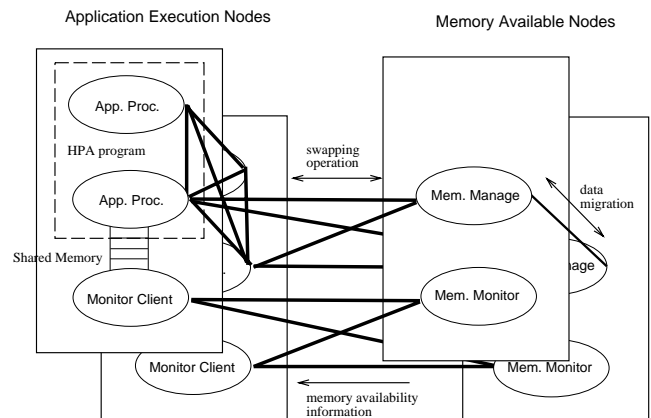 Application Execution Nodes
Memory Available Nodes
App. Proc.
HPA program
swapping
operation
App. Proc.
Mem. Manage
data
migration
Shared Memory
Monitor Client
Mem. Monitor
Monitor Client
Mem. Monitor
memory availability
information